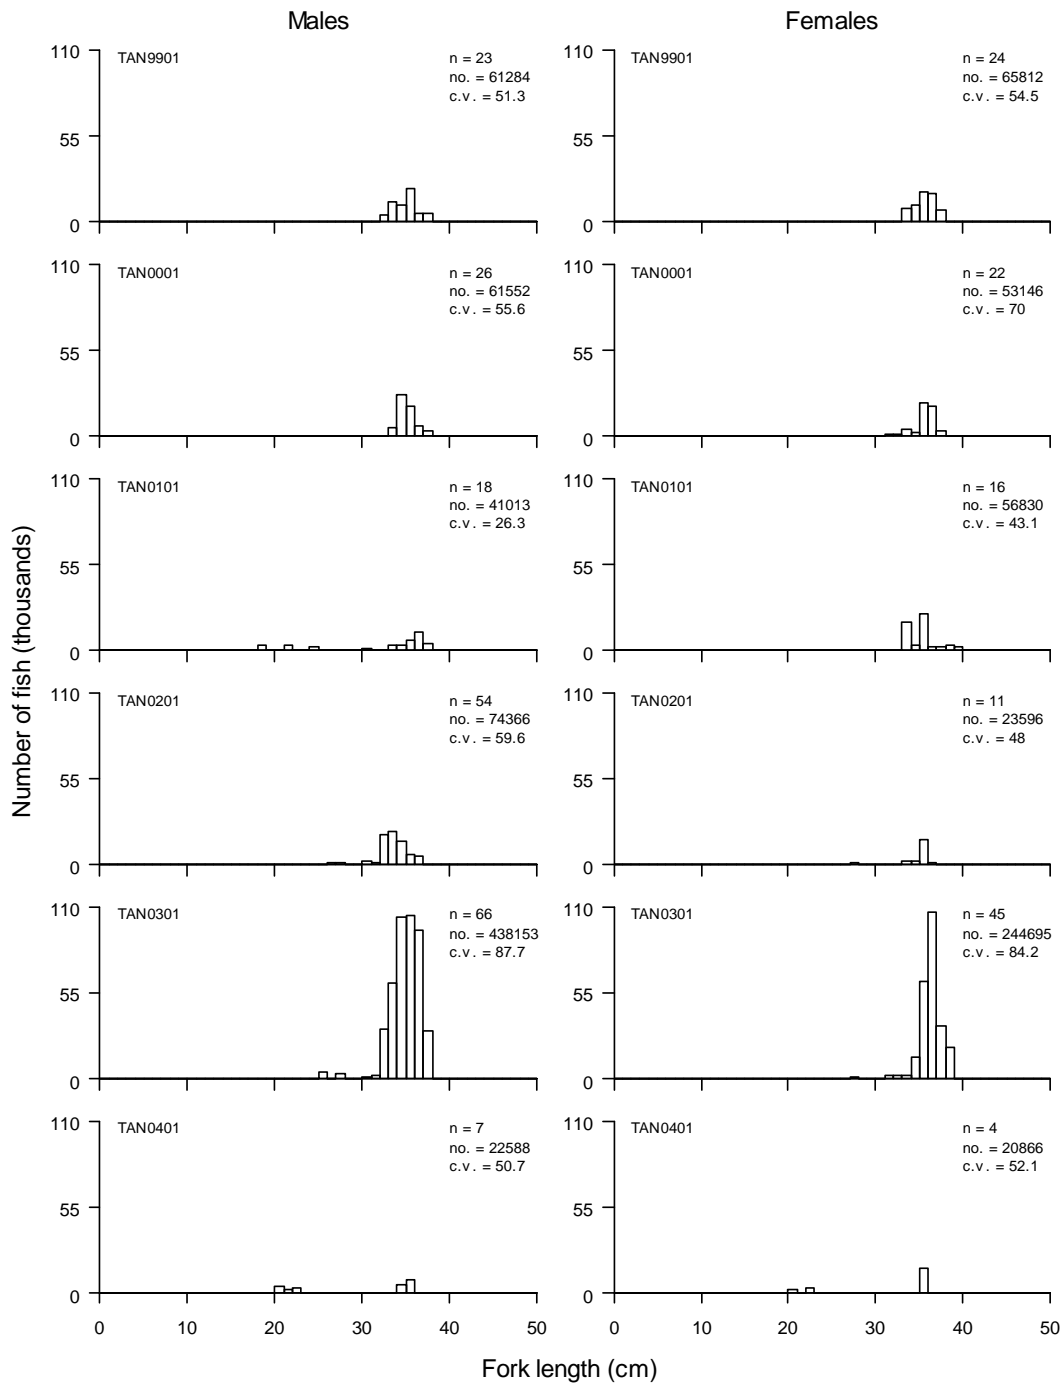 Males
Females
110
TAN9901
n = 23
no. = 61284
c.v. = 51.3
55
0
TAN9901
n = 24
no. = 65812
c.v. = 54.5
110
TAN0001
n = 26
no. = 61552
c.v. = 55.6
55
0
110
TAN0001
n = 22
no. = 53146
c.v. = 70
55
0
110
TAN0101
n = 18
no. = 41013
c.v. = 26.3
55
0
110
TAN0101
n = 16
no. = 56830
c.v. = 43.1
55
0
110
TAN0201
n = 54
no. = 74366
c.v. = 59.6
55
0
110
TAN0201
n = 11
no. = 23596
c.v. = 48
55
0
110
TAN0301
n = 66
no. = 438153
c.v. = 87.7
55
0
110
TAN0301
n = 45
no. = 244695
c.v. = 84.2
55
0
110
TAN0401
n = 7
no. = 22588
c.v. = 50.7
55
0
110
TAN0401
n = 4
no. = 20866
c.v. = 52.1
55
0
0 10 20 30 40 50
0 10 20 30 40 50
Number of fish (thousands)
Fork length (cm)